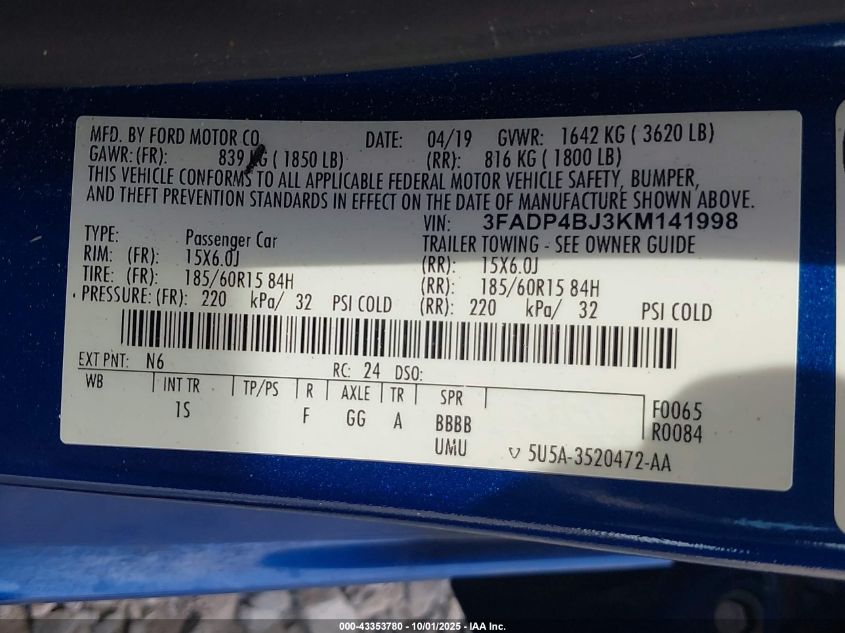 MFD. BY FORD MOTOR CO. DATE: 04/19 GVWR: 1642 KG ( 3620 LB)
GAWR: (FR): 839 KG ( 1850 LB) (RR): 816 KG ( 1800 LB)
THIS VEHICLE CONFORMS TO ALL APPLICABLE FEDERAL MOTOR VEHICLE SAFETY, BUMPER,
AND THEFT PREVENTION STANDARDS IN EFFECT ON THE DATE OF MANUFACTURE SHOWN ABOVE.
VIN: 3FADP4BJ3KM141998
TYPE: Passenger Car TRAILER TOWING - SEE OWNER GUIDE
RIM: (FR): 15X6.0J (RR): 15X6.0J
TIRE: (FR): 185/60R15 84H (RR): 185/60R15 84H
PRESSURE: (FR): 220 kPa/ 32 PSI COLD (RR): 220 kPa/ 32 PSI COLD
EXT PNT: N6 RC: 24 DSO:
WB INT TR TP/PS R AXLE TR SPR
1S F GG A BBBB F0065
UMU R0084
5U5A-3520472-AA
000-43353780 - 10/01/2025 - IAA Inc.